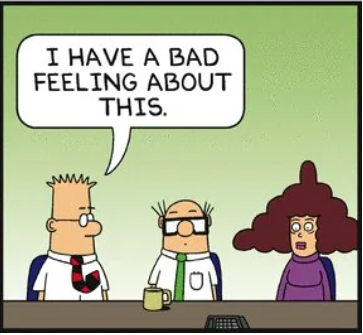 I HAVE A BAD
FEELING ABOUT
THIS.